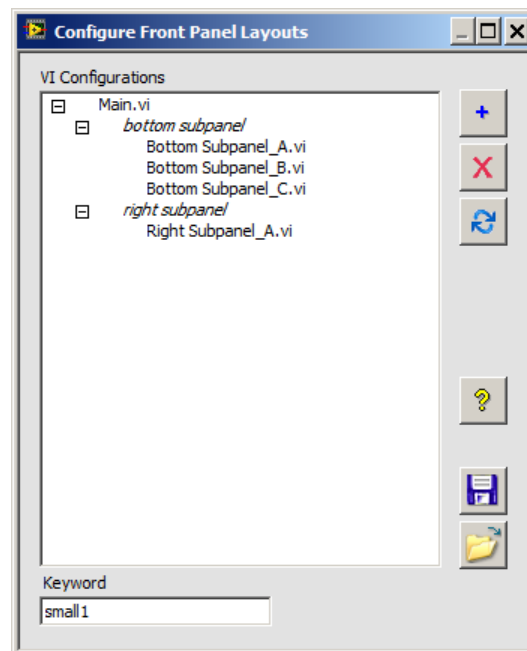 Configure Front Panel Layouts
VI Configurations
Main.vi
bottom subpanel
Bottom Subpanel_A.vi
Bottom Subpanel_B.vi
Bottom Subpanel_C.vi
right subpanel
Right Subpanel_A.vi
Keyword
small1